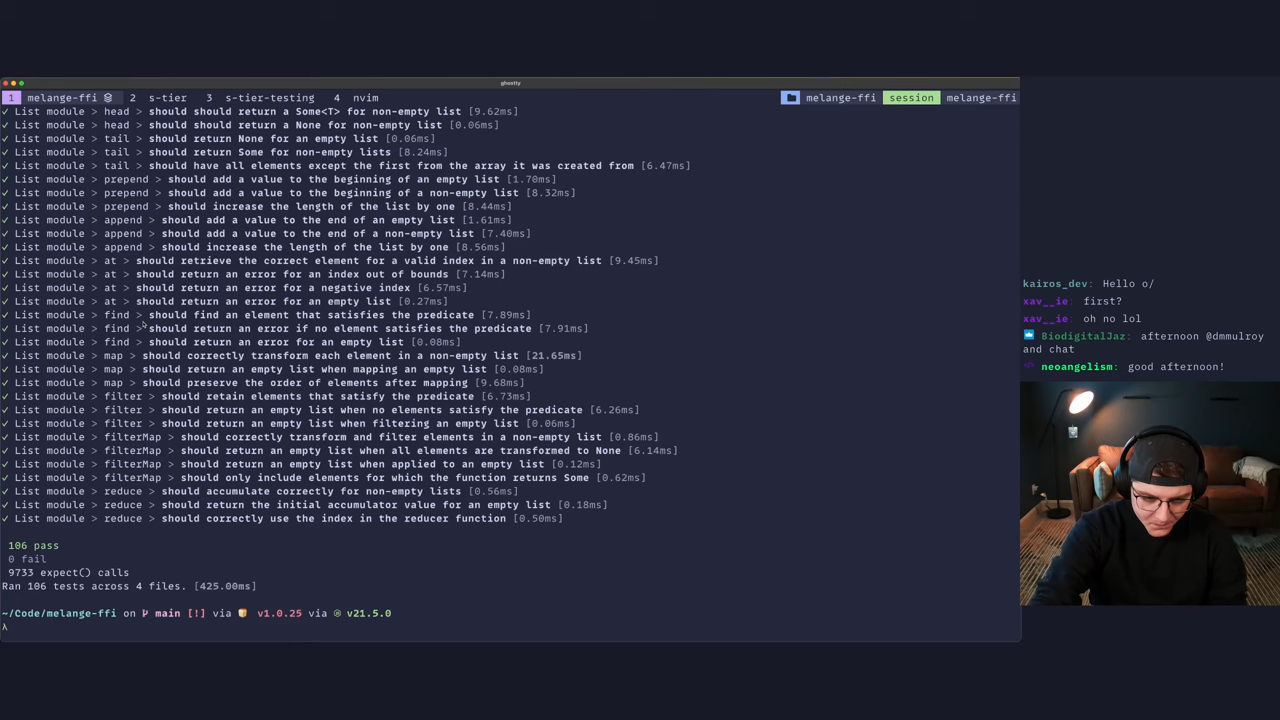 ghostty
1 melange-ffi 2 s-tier 3 s-tier-testing 4 nvim melange-ffi session melange-ffi
✓ List module > head > should should return a Some<T> for non-empty list [9.62ms]
✓ List module > head > should return a None for non-empty list [0.06ms]
✓ List module > tail > should return None for an empty list [0.06ms]
✓ List module > tail > should return Some for non-empty lists [8.24ms]
✓ List module > tail > should have all elements except the first from the array it was created from [6.47ms]
✓ List module > prepend > should add a value to the beginning of an empty list [1.70ms]
✓ List module > prepend > should add a value to the beginning of a non-empty list [8.32ms]
✓ List module > prepend > should increase the length of the list by one [8.44ms]
✓ List module > append > should add a value to the end of an empty list [1.61ms]
✓ List module > append > should add a value to the end of a non-empty list [7.40ms]
✓ List module > append > should increase the length of the list by one [8.56ms]
✓ List module > at > should retrieve the correct element for a valid index in a non-empty list [9.45ms]
✓ List module > at > should return an error for an index out of bounds [7.14ms]
✓ List module > at > should return an error for a negative index [6.57ms]
✓ List module > at > should return an error for an empty list [0.27ms]
✓ List module > find > should find an element that satisfies the predicate [7.89ms]
✓ List module > find > should return an error if no element satisfies the predicate [7.91ms]
✓ List module > find > should return an error for an empty list [0.08ms]
✓ List module > map > should correctly transform each element in a non-empty list [21.65ms]
✓ List module > map > should return an empty list when mapping an empty list [0.08ms]
✓ List module > map > should preserve the order of elements after mapping [9.68ms]
✓ List module > filter > should retain elements that satisfy the predicate [6.73ms]
✓ List module > filter > should return an empty list when no elements satisfy the predicate [6.26ms]
✓ List module > filter > should return an empty list when filtering an empty list [0.06ms]
✓ List module > filterMap > should correctly transform and filter elements in a non-empty list [0.86ms]
✓ List module > filterMap > should return an empty list when all elements are transformed to None [6.14ms]
✓ List module > filterMap > should return an empty list when applied to an empty list [0.12ms]
✓ List module > filterMap > should only include elements for which the function returns Some [0.62ms]
✓ List module > reduce > should accumulate correctly for non-empty lists [0.56ms]
✓ List module > reduce > should return the initial accumulator value for an empty list [0.18ms]
✓ List module > reduce > should correctly use the index in the reducer function [0.50ms]
106 pass
0 fail
9733 expect() calls
Ran 106 tests across 4 files. [425.00ms]
~/Code/melange-ffi on main [!] via v1.0.25 via v21.5.0
λ
kairos_dev: Hello o/
xav__ie: first?
xav__ie: oh no lol
BiodigitalJaz: afternoon @dmmulroy
and chat
neoangelism: good afternoon!